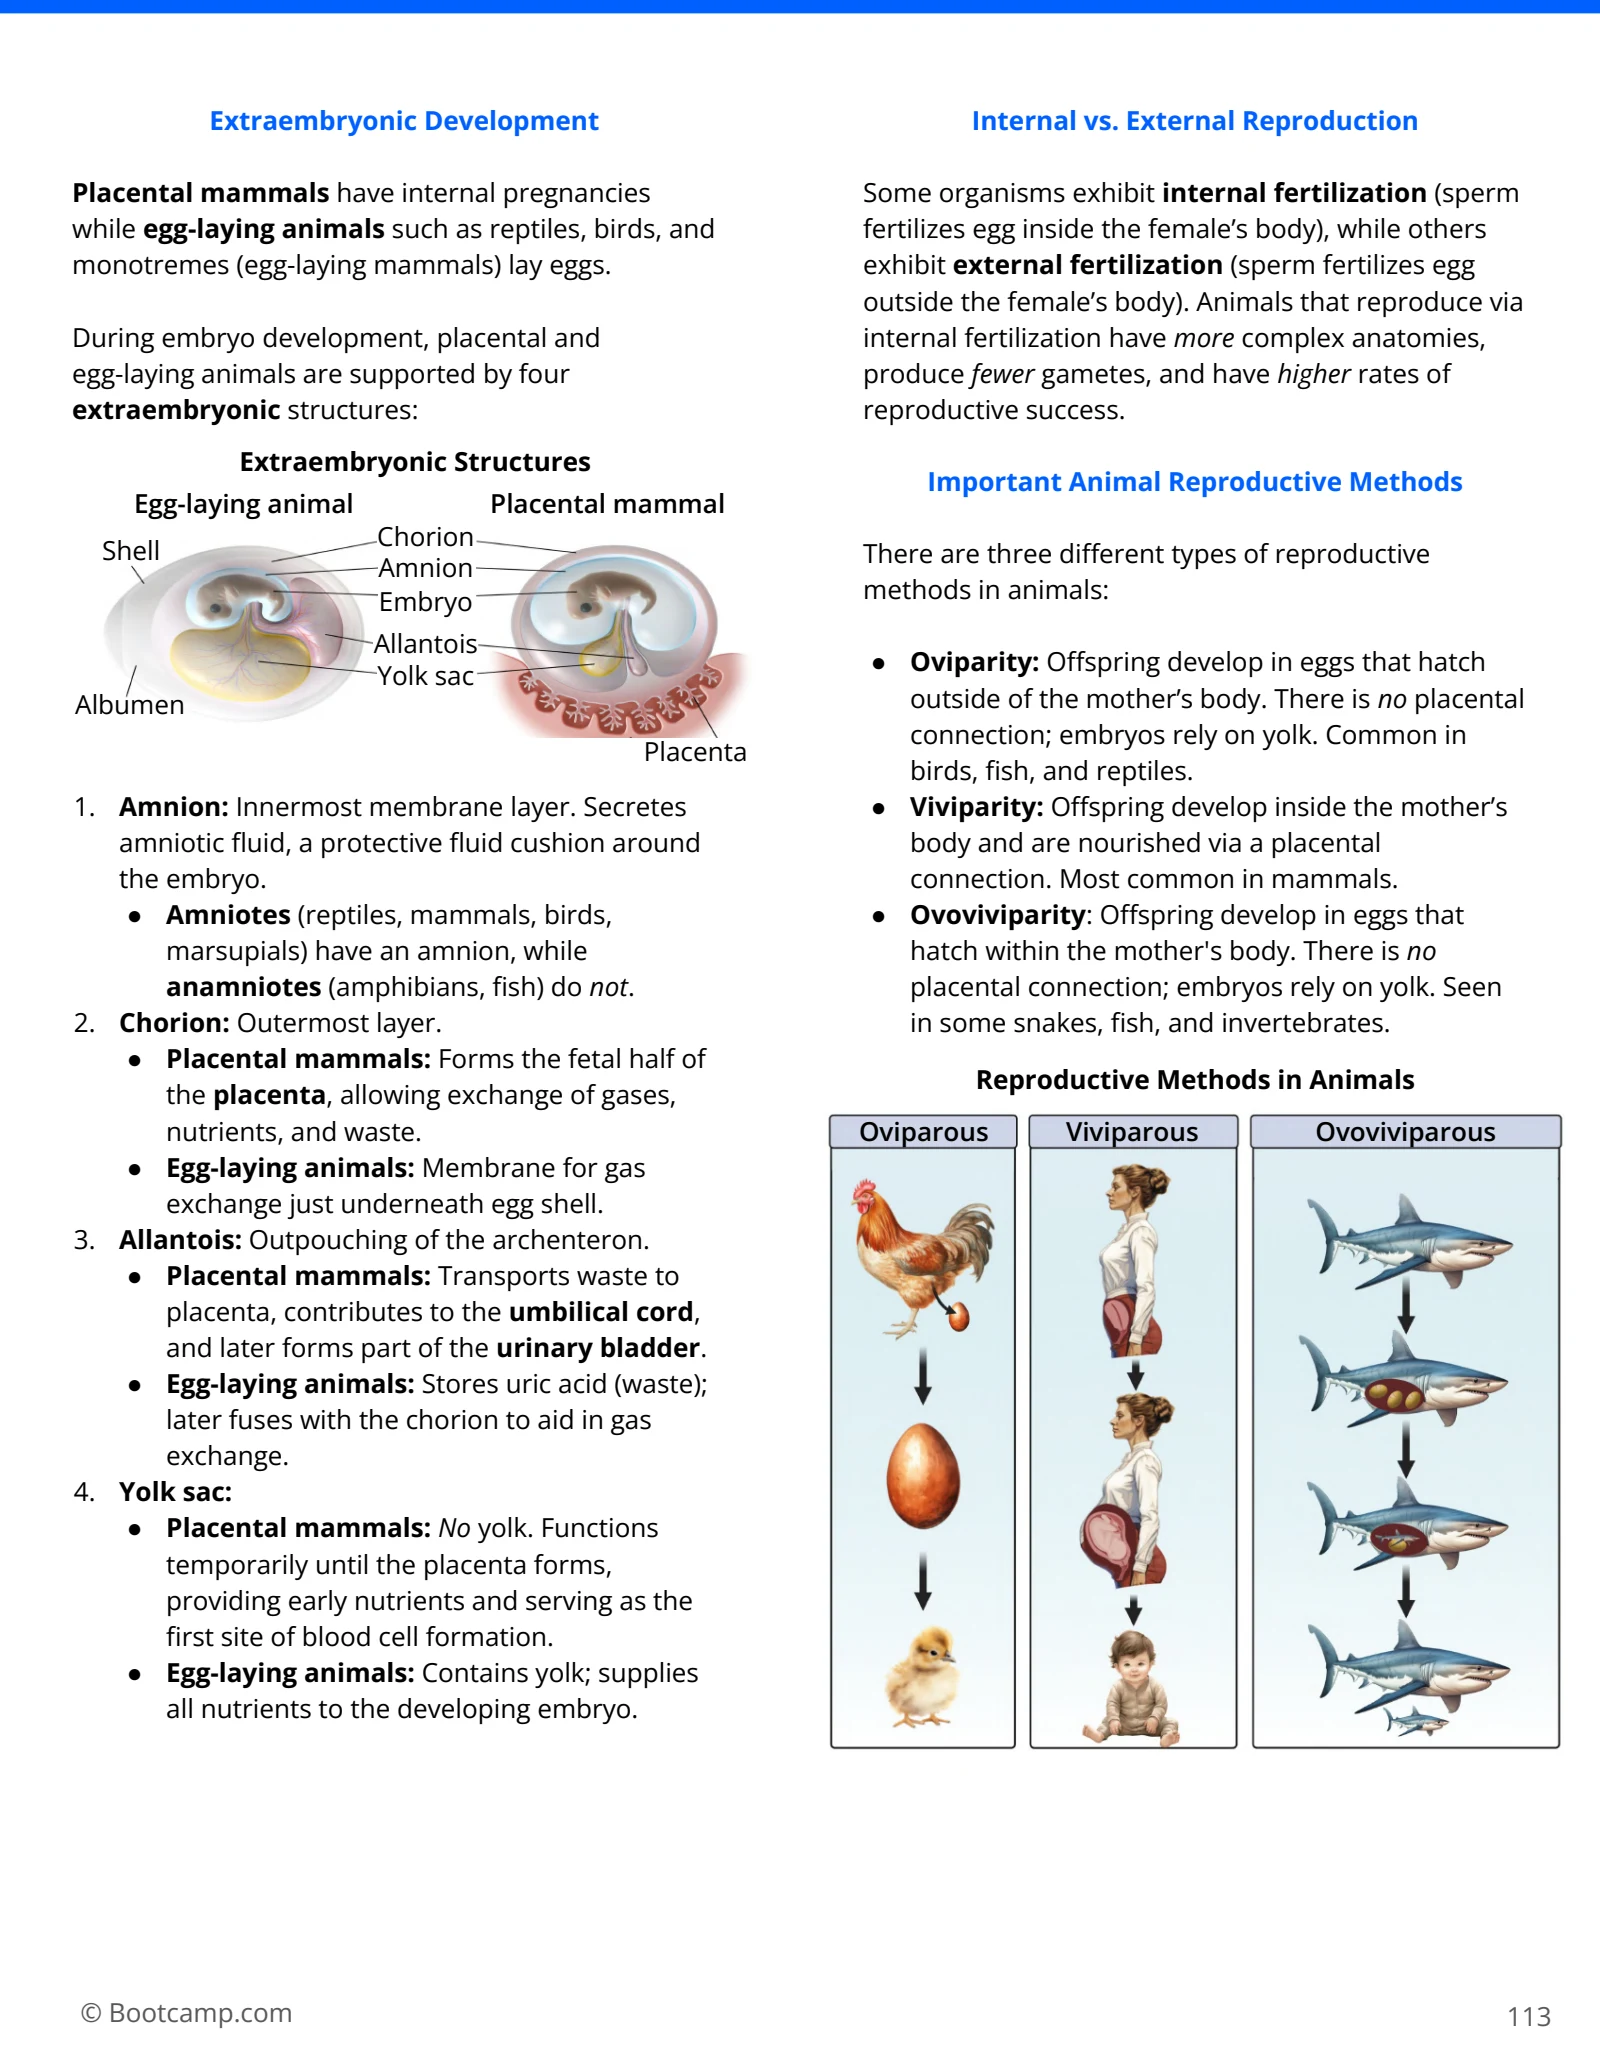 Extraembryonic Development
Placental mammals have internal pregnancies
while egg-laying animals such as reptiles, birds, and
monotremes (egg-laying mammals) lay eggs.
During embryo development, placental and
egg-laying animals are supported by four
extraembryonic structures:
Extraembryonic Structures
Egg-laying animal
Placental mammal
Shell
Chorion
Amnion
Embryo
Allantois
Yolk sac
Albumen
Placenta
1. Amnion: Innermost membrane layer. Secretes
amniotic fluid, a protective fluid cushion around
the embryo.
● Amniotes (reptiles, mammals, birds,
marsupials) have an amnion, while
anamniotes (amphibians, fish) do not.
2. Chorion: Outermost layer.
● Placental mammals: Forms the fetal half of
the placenta, allowing exchange of gases,
nutrients, and waste.
● Egg-laying animals: Membrane for gas
exchange just underneath egg shell.
3. Allantois: Outpouching of the archenteron.
● Placental mammals: Transports waste to
placenta, contributes to the umbilical cord,
and later forms part of the urinary bladder.
● Egg-laying animals: Stores uric acid (waste);
later fuses with the chorion to aid in gas
exchange.
4. Yolk sac:
● Placental mammals: No yolk. Functions
temporarily until the placenta forms,
providing early nutrients and serving as the
first site of blood cell formation.
● Egg-laying animals: Contains yolk; supplies
all nutrients to the developing embryo.
Internal vs. External Reproduction
Some organisms exhibit internal fertilization (sperm
fertilizes egg inside the female’s body), while others
exhibit external fertilization (sperm fertilizes egg
outside the female’s body). Animals that reproduce via
internal fertilization have more complex anatomies,
produce fewer gametes, and have higher rates of
reproductive success.
Important Animal Reproductive Methods
There are three different types of reproductive
methods in animals:
● Oviparity: Offspring develop in eggs that hatch
outside of the mother’s body. There is no placental
connection; embryos rely on yolk. Common in
birds, fish, and reptiles.
● Viviparity: Offspring develop inside the mother’s
body and are nourished via a placental
connection. Most common in mammals.
● Ovoviviparity: Offspring develop in eggs that
hatch within the mother's body. There is no
placental connection; embryos rely on yolk. Seen
in some snakes, fish, and invertebrates.
Reproductive Methods in Animals
Oviparous
Viviparous
Ovoviviparous
© Bootcamp.com
113